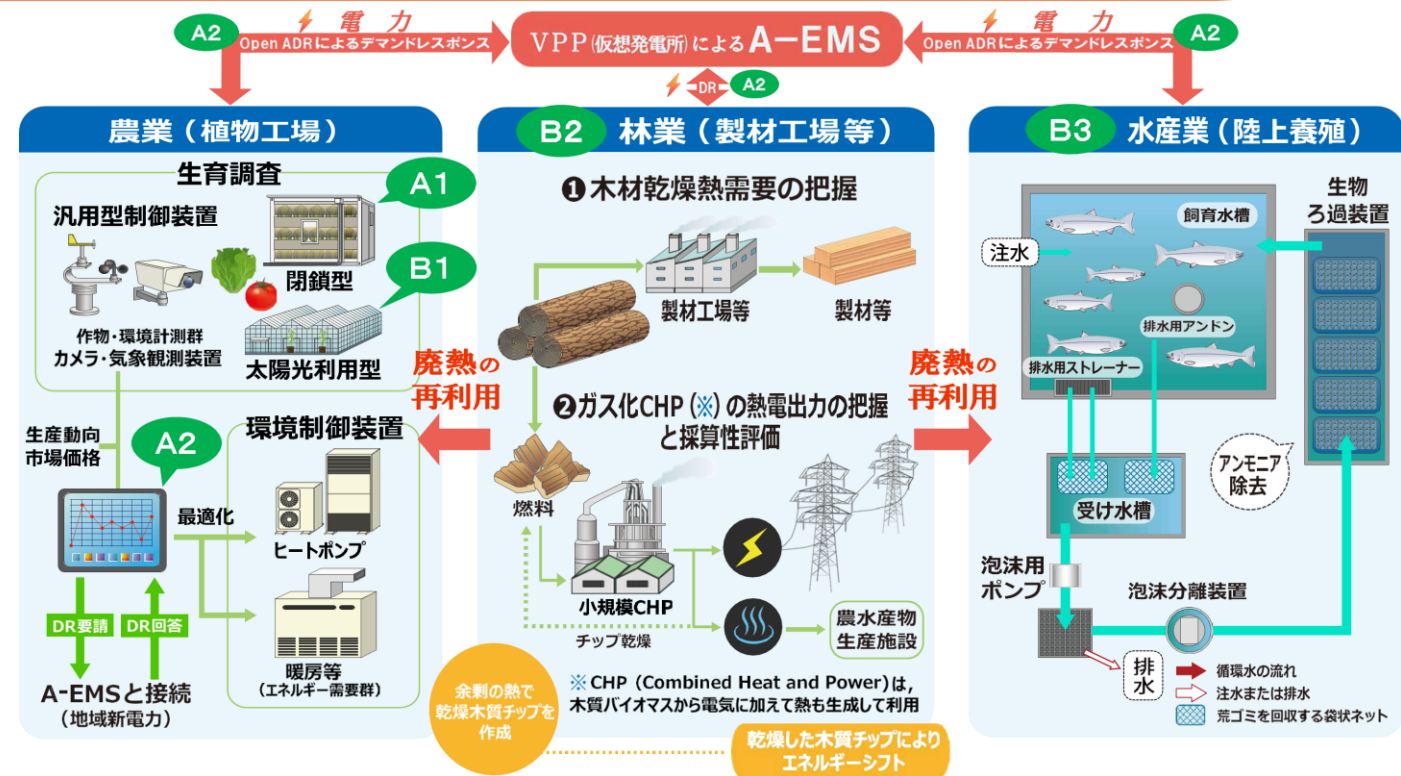 A2
電力
Open ADRによるデマンドレスポンス
VPP(仮想発電所)によるA-EMS
電力
Open ADRによるデマンドレスポンス
A2
DR
A2
農業(植物工場)
生育調査
A1
汎用型制御装置
閉鎖型
B1
作物・環境計測群
カメラ・気象観測装置
太陽光利用型
生産動向
市場価格
A2
環境制御装置
最適化
ヒートポンプ
DR要請
DR回答
暖房等
(エネルギー需要群)
A-EMSと接続
(地域新電力)
廃熱の
再利用
B2
林業(製材工場等)
❶木材乾燥熱需要の把握
製材工場等
製材等
❷ガス化CHP(※)の熱電出力の把握
と採算性評価
燃料
小規模CHP
チップ乾燥
農水産物
生産施設
※CHP(Combined Heat and Power)は,
木質バイオマスから電気に加えて熱も生成して利用
余剰の熱で
乾燥木質チップを
作成
乾燥した木質チップにより
エネルギーシフト
廃熱の
再利用
B3
水産業(陸上養殖)
生物
ろ過装置
飼育水槽
注水
排水用アンドン
排水用ストレーナー
アンモニア
除去
受け水槽
泡沫用
ポンプ
泡沫分離装置
排
水
循環水の流れ
注水または排水
荒ゴミを回収する袋状ネット